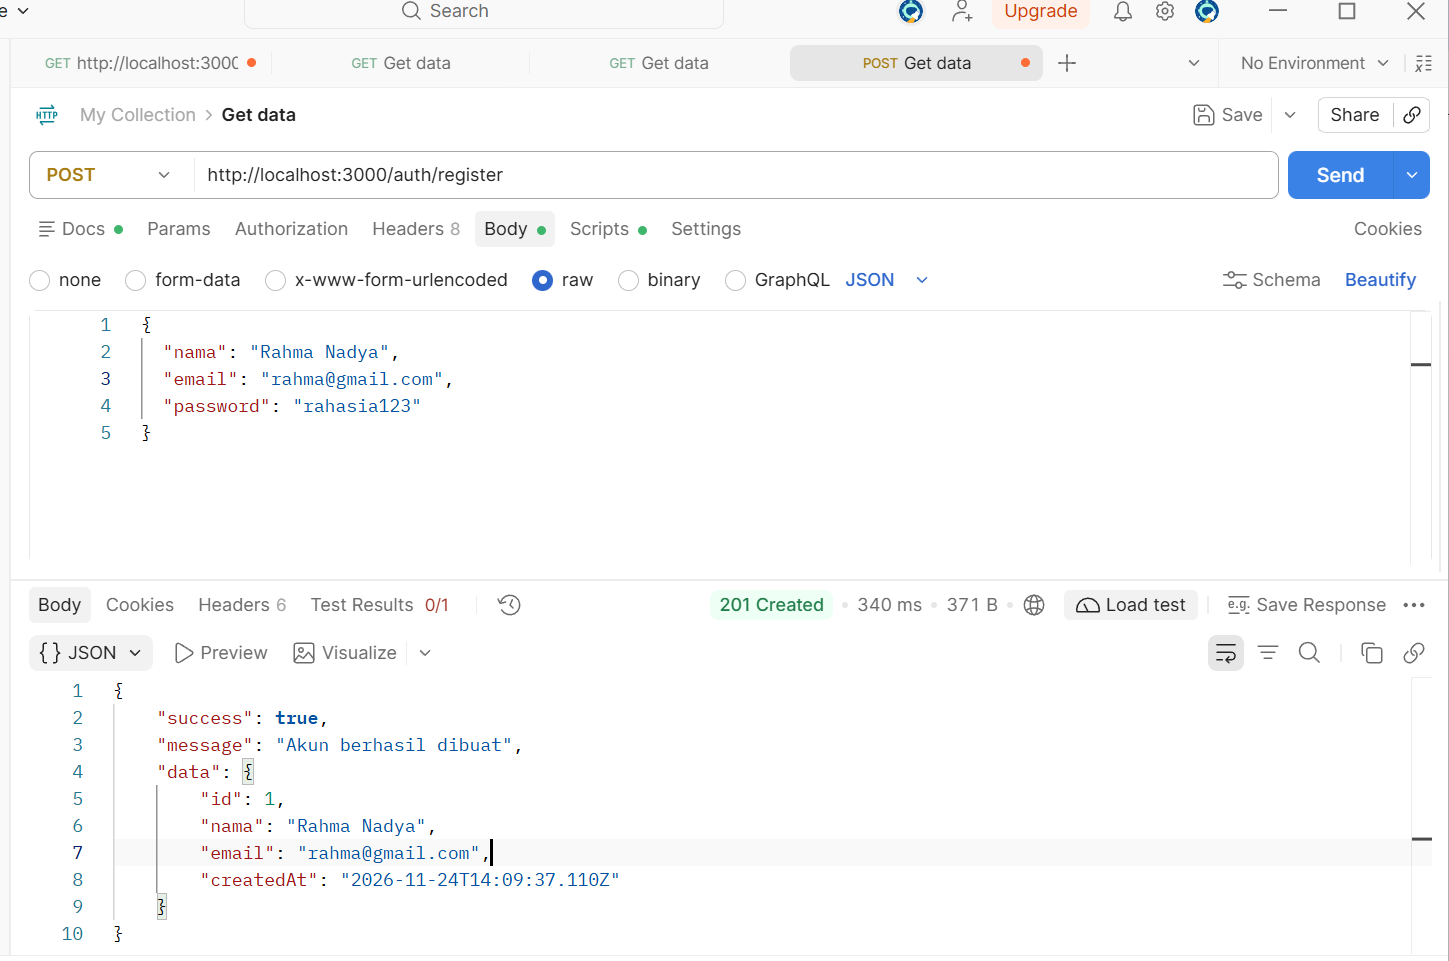 e
Search
Upgrade
GET http://localhost:3000
GET Get data
GET Get data
POST Get data
No Environment
HTTP My Collection > Get data
Save
Share
POST
http://localhost:3000/auth/register
Send
Docs
Params
Authorization
Headers 8
Body
Scripts
Settings
Cookies
none
form-data
x-www-form-urlencoded
raw
binary
GraphQL
JSON
Schema
Beautify
1 {
2 "nama": "Rahma Nadya",
3 "email": "rahma@gmail.com",
4 "password": "rahasia123"
5 }
Body
Cookies
Headers 6
Test Results 0/1
201 Created • 340 ms • 371 B •
Load test
e.g. Save Response
{} JSON
Preview
Visualize
1 {
2 "success": true,
3 "message": "Akun berhasil dibuat",
4 "data": {
5 "id": 1,
6 "nama": "Rahma Nadya",
7 "email": "rahma@gmail.com",
8 "createdAt": "2026-11-24T14:09:37.110Z"
9 }
10 }